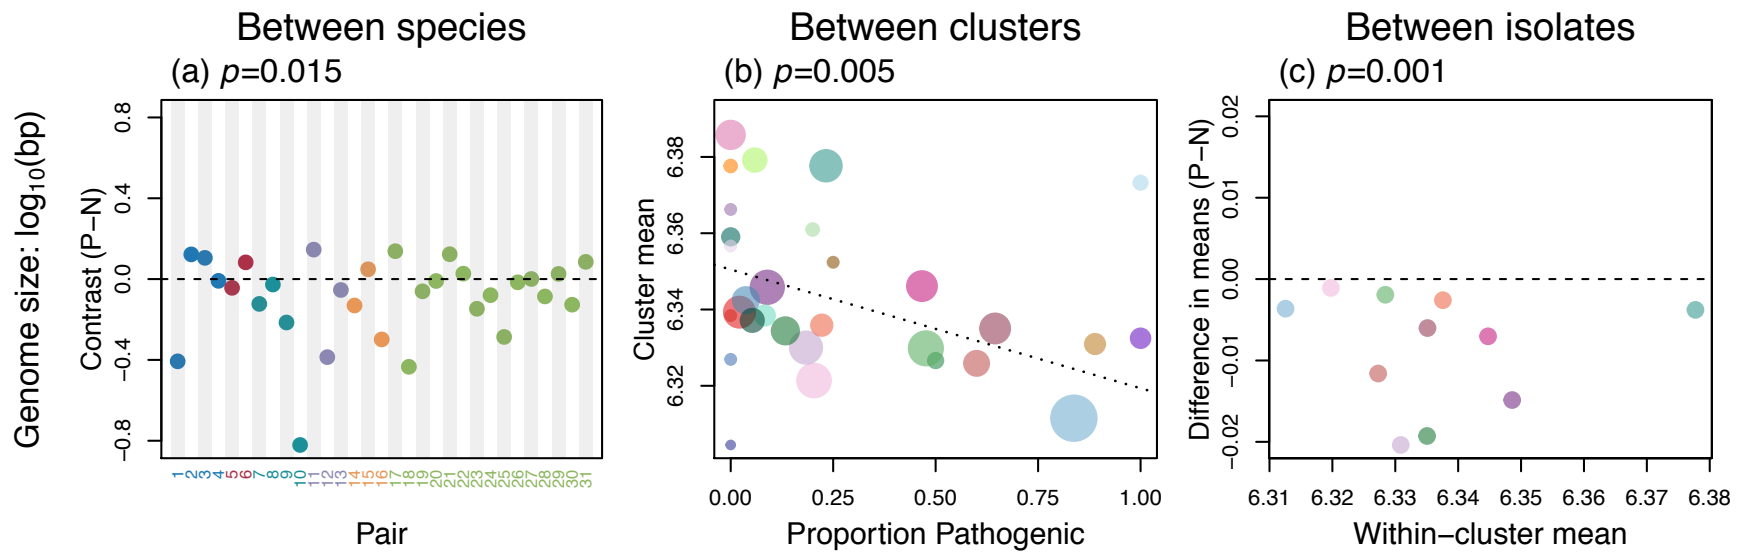 Between species
Between clusters
Between isolates
(a) p=0.015
(b) p=0.005
(c) p=0.001
Genome size: log10(bp)
Contrast (P−N)
0.8
0.4
0.0
−0.4
−0.8
1 2 3 4 5 6 7 8 9 10 11 12 13 14 15 16 17 18 19 20 21 22 23 24 25 26 27 28 29 30 31
Pair
Cluster mean
6.38
6.36
6.34
6.32
0.00 0.25 0.50 0.75 1.00
Proportion Pathogenic
Difference in means (P−N)
0.02
0.01
0.00
−0.01
−0.02
6.31 6.32 6.33 6.34 6.35 6.36 6.37 6.38
Within−cluster mean